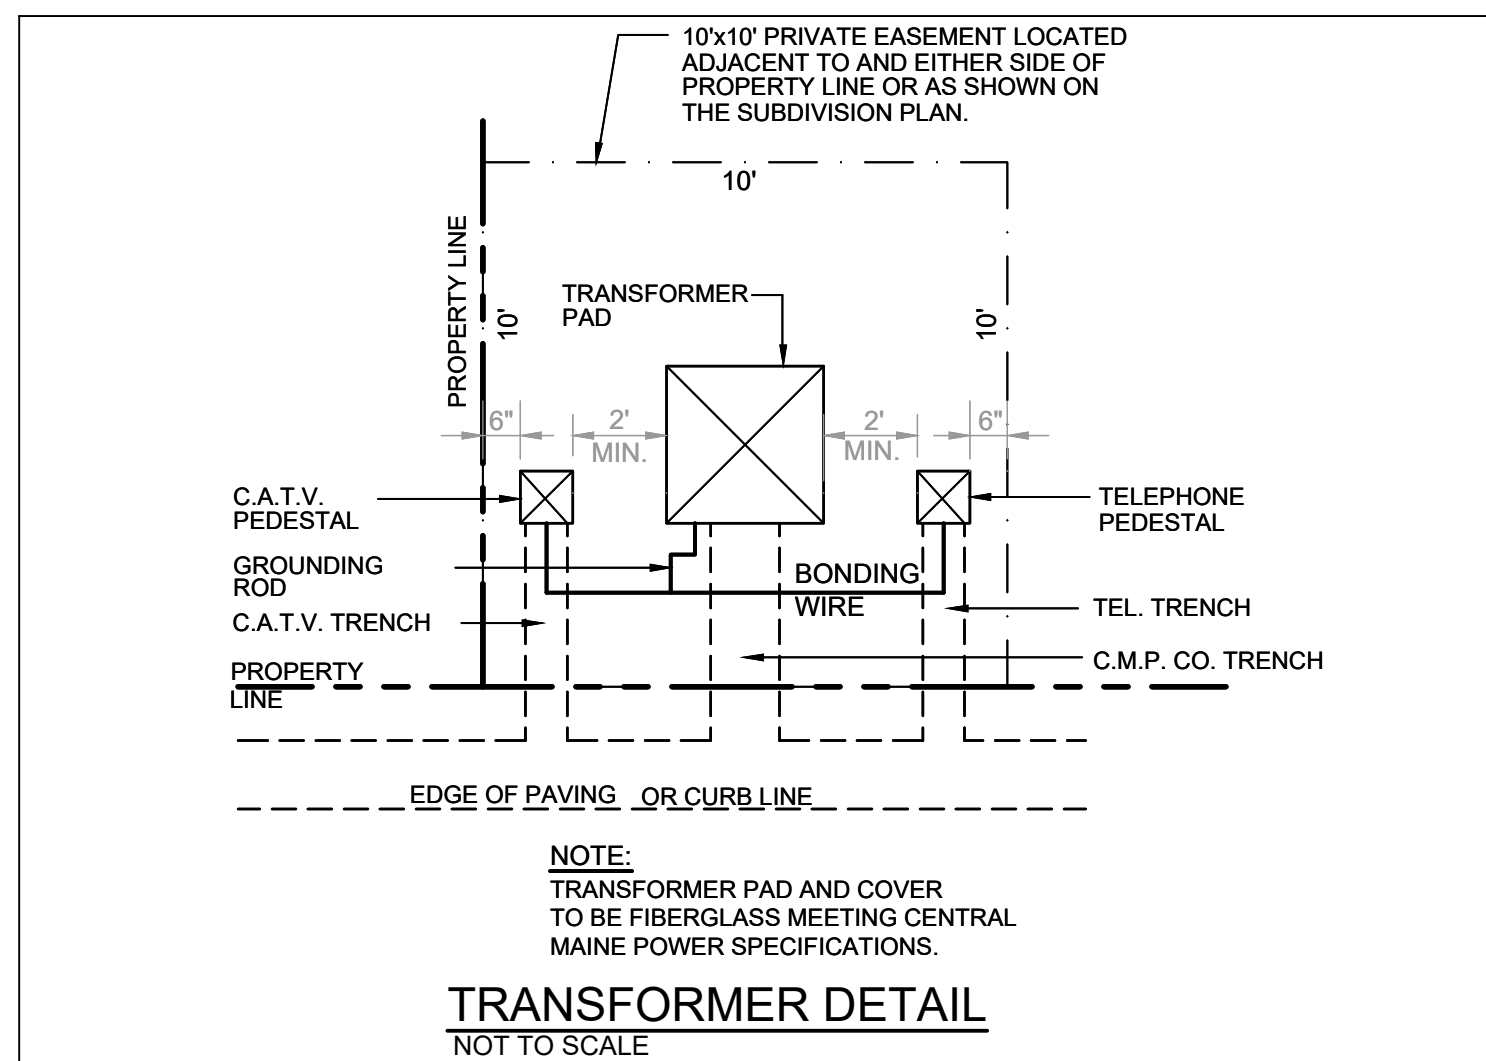 10'x10' PRIVATE EASEMENT LOCATED
ADJACENT TO AND EITHER SIDE OF
PROPERTY LINE OR AS SHOWN ON
THE SUBDIVISION PLAN.
10'
PROPERTY LINE
10'
10'
TRANSFORMER
PAD
6"
2'
MIN.
2'
MIN.
6"
C.A.T.V.
PEDESTAL
TELEPHONE
PEDESTAL
GROUNDING
ROD
BONDING
WIRE
C.A.T.V. TRENCH
TEL. TRENCH
C.M.P. CO. TRENCH
PROPERTY
LINE
EDGE OF PAVING OR CURB LINE
NOTE:
TRANSFORMER PAD AND COVER
TO BE FIBERGLASS MEETING CENTRAL
MAINE POWER SPECIFICATIONS.
TRANSFORMER DETAIL
NOT TO SCALE